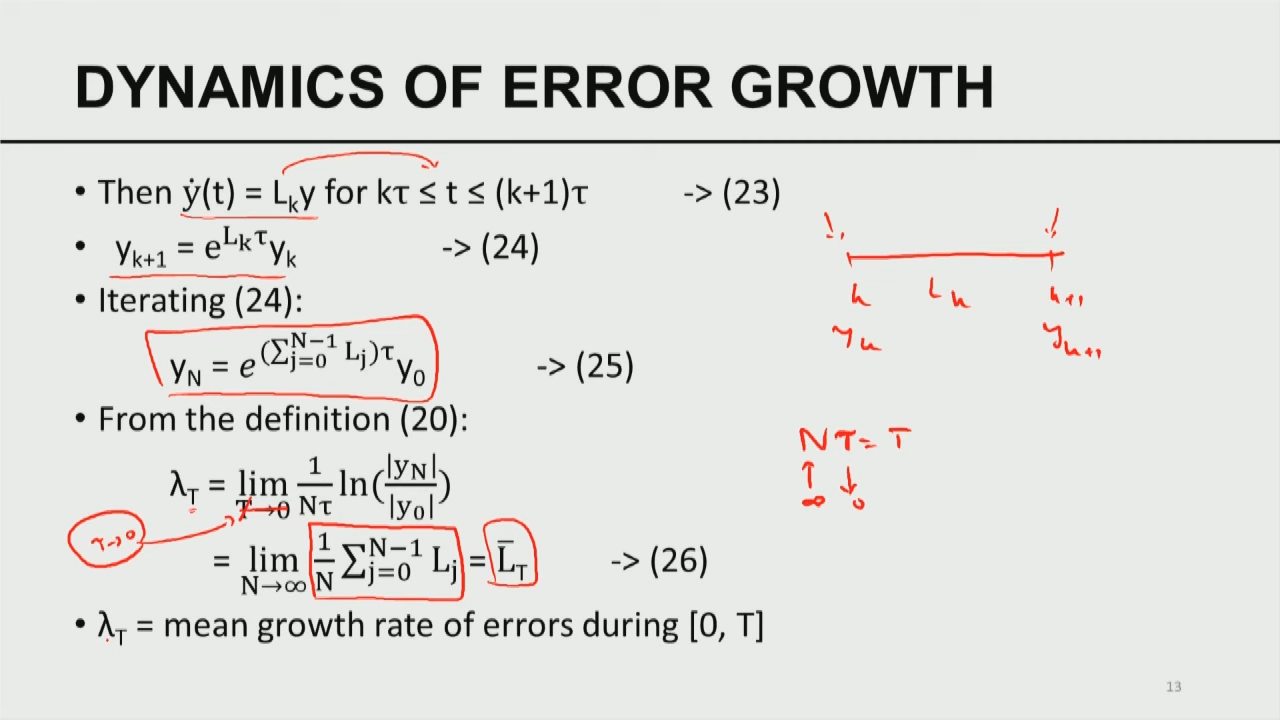 DYNAMICS OF ERROR GROWTH
• Then ẏ(t) = Lₖy for kτ ≤ t ≤ (k+1)τ -> (23)
• yₖ₊₁ = e^{Lₖτ}yₖ -> (24)
k Lₖ k+1
yₖ yₖ₊₁
• Iterating (24):
y_N = e^{(∑_{j=0}^{N−1} L_j)τ}y₀ -> (25)
• From the definition (20):
Nτ = T
∞ 0
λ_T = lim_{T→0} 1/Nτ ln(|y_N|/|y₀|)
τ→0
= lim_{N→∞} 1/N ∑_{j=0}^{N−1} L_j = L̄_T -> (26)
• λ_T = mean growth rate of errors during [0, T]
13